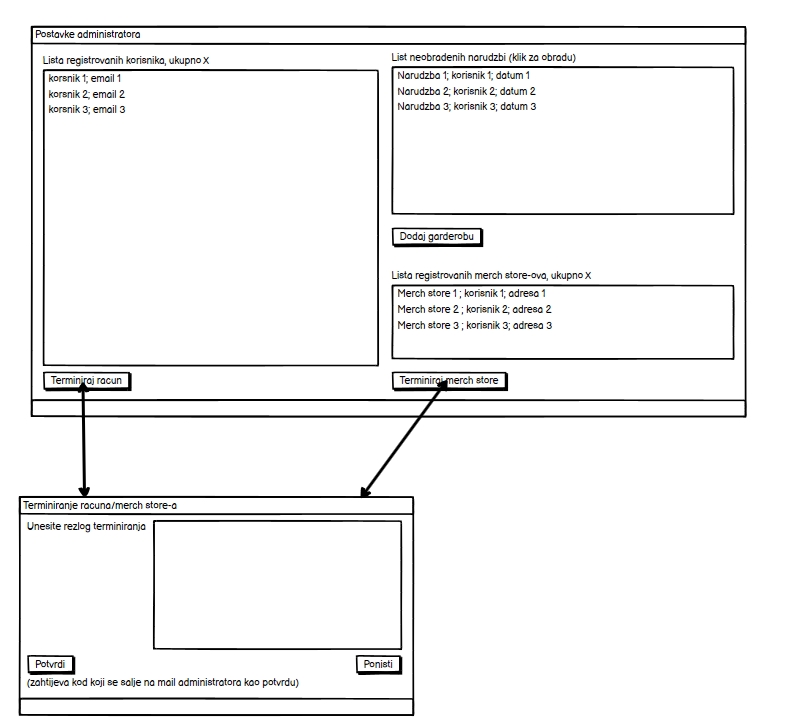 Postavke administratora
Lista registrovanih korisnika, ukupno X
korsnik 1; email 1
korsnik 2; email 2
korsnik 3; email 3
Terminiraj racun
List neobradenih narudzbi (klik za obradu)
Narudzba 1; korisnik 1; datum 1
Narudzba 2; korisnik 2; datum 2
Narudzba 3; korisnik 3; datum 3
Dodaj garderobu
Lista registrovanih merch store-ova, ukupno X
Merch store 1 ; korisnik 1; adresa 1
Merch store 2 ; korisnik 2; adresa 2
Merch store 3 ; korisnik 3; adresa 3
Terminiraj merch store
Terminiranje racuna/merch store-a
Unesite rezlog terminiranja
Potvrdi
Ponisti
(zahtijeva kod koji se salje na mail administratora kao potvrdu)